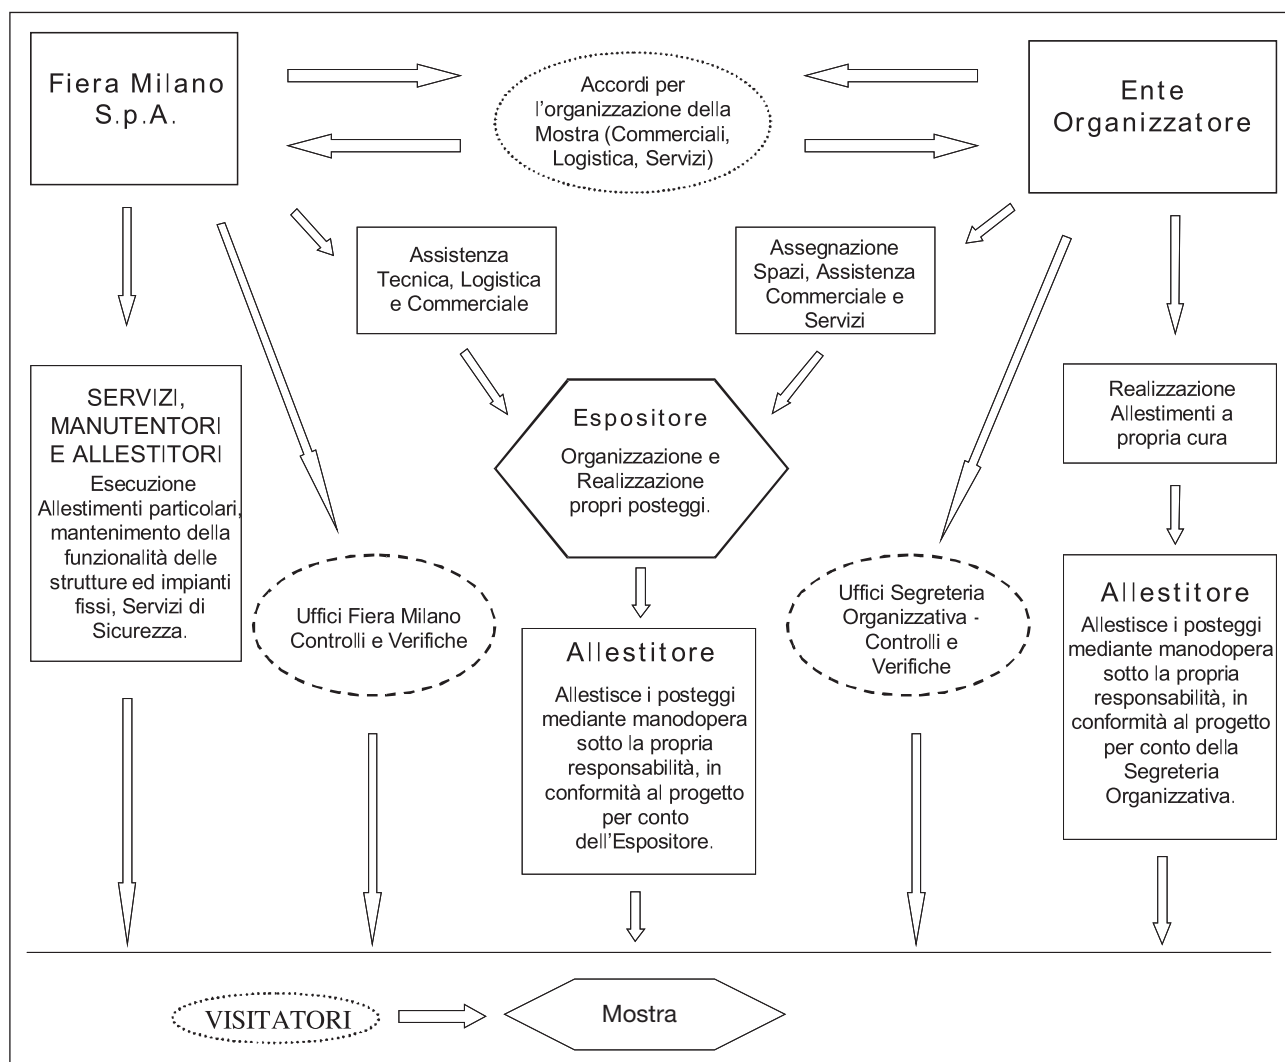 Fiera Milano
S.p.A.
Accordi per
l'organizzazione della
Mostra (Commerciali,
Logistica, Servizi)
Ente
Organizzatore
Assistenza
Tecnica, Logistica
e Commerciale
Assegnazione
Spazi, Assistenza
Commerciale e
Servizi
SERVIZI,
MANUTENTORI
E ALLESTITORI
Esecuzione
Allestimenti particolari,
mantenimento della
funzionalità delle
strutture ed impianti
fissi, Servizi di
Sicurezza.
Espositore
Organizzazione e
Realizzazione
propri posteggi.
Realizzazione
Allestimenti a
propria cura
Uffici Fiera Milano
Controlli e Verifiche
Uffici Segreteria
Organizzativa -
Controlli e
Verifiche
Allestitore
Allestisce i posteggi
mediante manodopera
sotto la propria
responsabilità, in
conformità al progetto
per conto
dell'Espositore.
Allestitore
Allestisce i posteggi
mediante manodopera
sotto la propria
responsabilità, in
conformità al progetto
per conto della
Segreteria
Organizzativa.
VISITATORI
Mostra